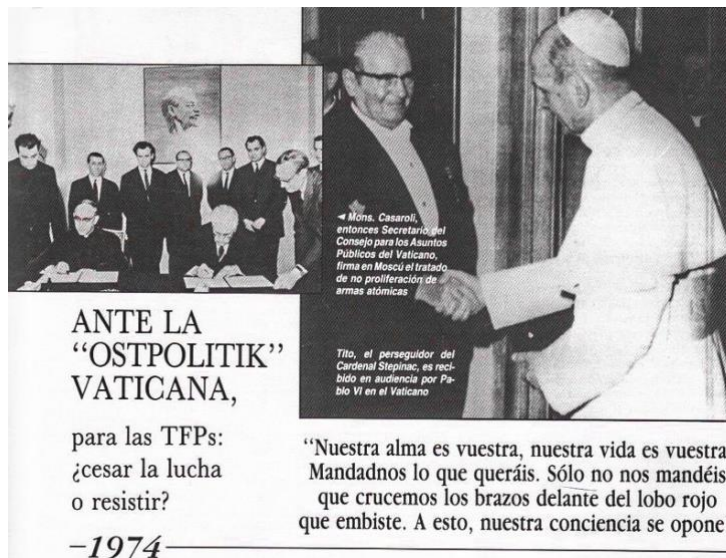 ◄ Mons. Casaroli,
entonces Secretario del
Consejo para los Asuntos
Públicos del Vaticano,
firma en Moscú el tratado
de no proliferación de
armas atómicas
Tito, el perseguidor del
Cardenal Stepinac, es reci-
bido en audiencia por Pa-
blo VI en el Vaticano
ANTE LA
“OSTPOLITIK”
VATICANA,
para las TFPs:
¿cesar la lucha
o resistir?
—1974—
“Nuestra alma es vuestra, nuestra vida es vuestra
Mandadnos lo que queráis. Sólo no nos mandéis
que crucemos los brazos delante del lobo rojo
que embiste. A esto, nuestra conciencia se opone